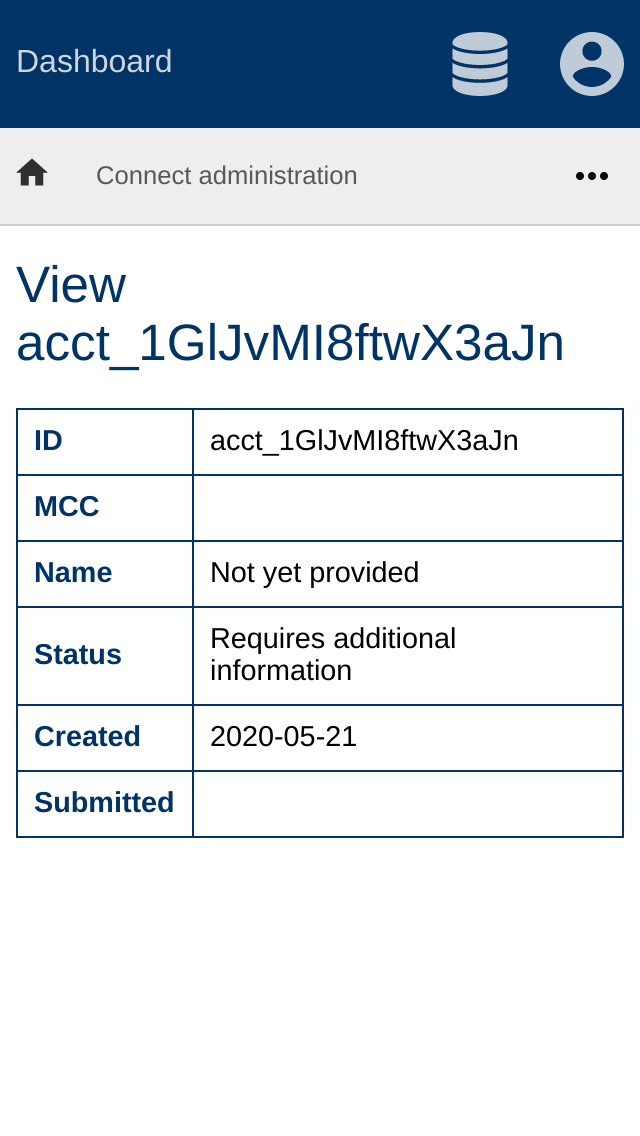 Dashboard
Connect administration
View
acct_1GlJvMI8ftwX3aJn
ID acct_1GlJvMI8ftwX3aJn
MCC
Name Not yet provided
Status Requires additional
information
Created 2020-05-21
Submitted